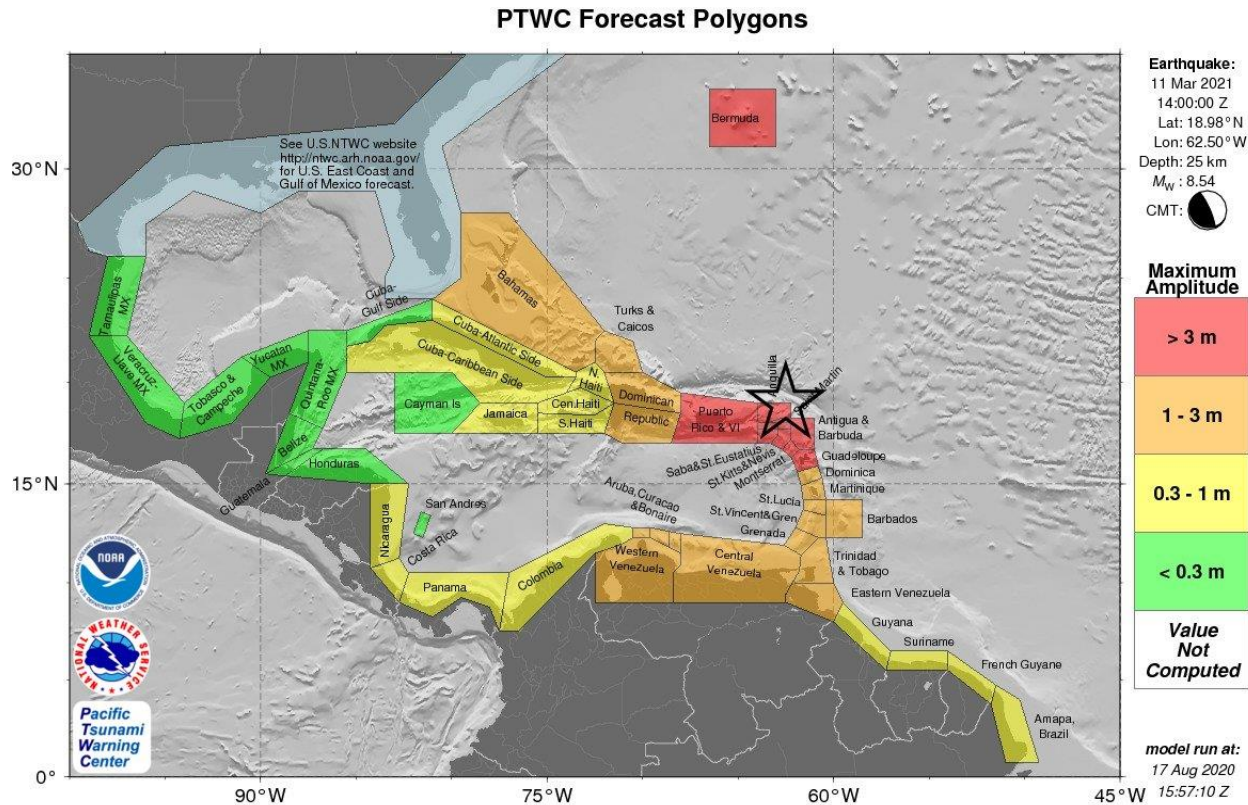 PTWC Forecast Polygons
Earthquake:
11 Mar 2021
14:00:00 Z
Lat: 18.98°N
Lon: 62.50°W
Depth: 25 km
Mw : 8.54
CMT:
Maximum
Amplitude
> 3 m
1 - 3 m
0.3 - 1 m
< 0.3 m
Value
Not
Computed
model run at:
17 Aug 2020
15:57:10 Z
30°N
15°N
0°
90°W
75°W
60°W
45°W
See U.S.NTWC website
http://ntwc.arh.noaa.gov/
for U.S. East Coast and
Gulf of Mexico forecast.
Bermuda
Tamaulipas
MX
Veracruz-
Llave MX
Tobasco &
Campeche
Yucatan
MX
Quintana
Roo MX
Belize
Honduras
Guatemala
Cuba-
Gulf Side
Bahamas
Turks &
Caicos
Cuba-Atlantic Side
Cuba-Caribbean Side
Cayman Is
Jamaica
N.
Haiti
Cen.Haiti
S.Haiti
Dominican
Republic
Puerto
Rico & VI
Anguilla
Martin
Antigua &
Barbuda
Saba&St.Eustatius
St.Kitts&Nevis
Montserrat
Guadeloupe
Dominica
Martinique
St.Lucia
St.Vincent&Gren
Barbados
Grenada
Aruba,Curacao
&Bonaire
San Andres
Nicaragua
Costa Rica
Panama
Colombia
Western
Venezuela
Central
Venezuela
Trinidad
& Tobago
Eastern Venezuela
Guyana
Suriname
French Guyane
Amapa,
Brazil
NOAA
NATIONAL WEATHER SERVICE
Pacific
Tsunami
Warning
Center